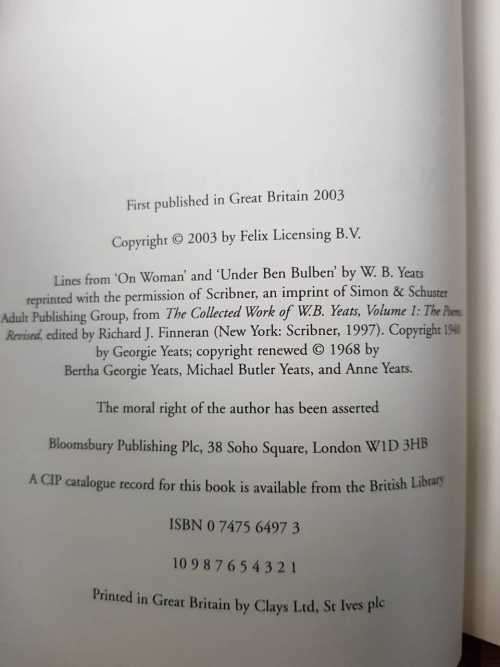 First published in Great Britain 2003
Copyright © 2003 by Felix Licensing B.V.
Lines from ‘On Woman’ and ‘Under Ben Bulben’ by W. B. Yeats
reprinted with the permission of Scribner, an imprint of Simon & Schuster
Adult Publishing Group, from The Collected Work of W.B. Yeats, Volume 1: The Poems
Revised, edited by Richard J. Finneran (New York: Scribner, 1997). Copyright 1940
by Georgie Yeats; copyright renewed © 1968 by
Bertha Georgie Yeats, Michael Butler Yeats, and Anne Yeats.
The moral right of the author has been asserted
Bloomsbury Publishing Plc, 38 Soho Square, London W1D 3HB
A CIP catalogue record for this book is available from the British Library
ISBN 0 7475 6497 3
10 9 8 7 6 5 4 3 2 1
Printed in Great Britain by Clays Ltd, St Ives plc